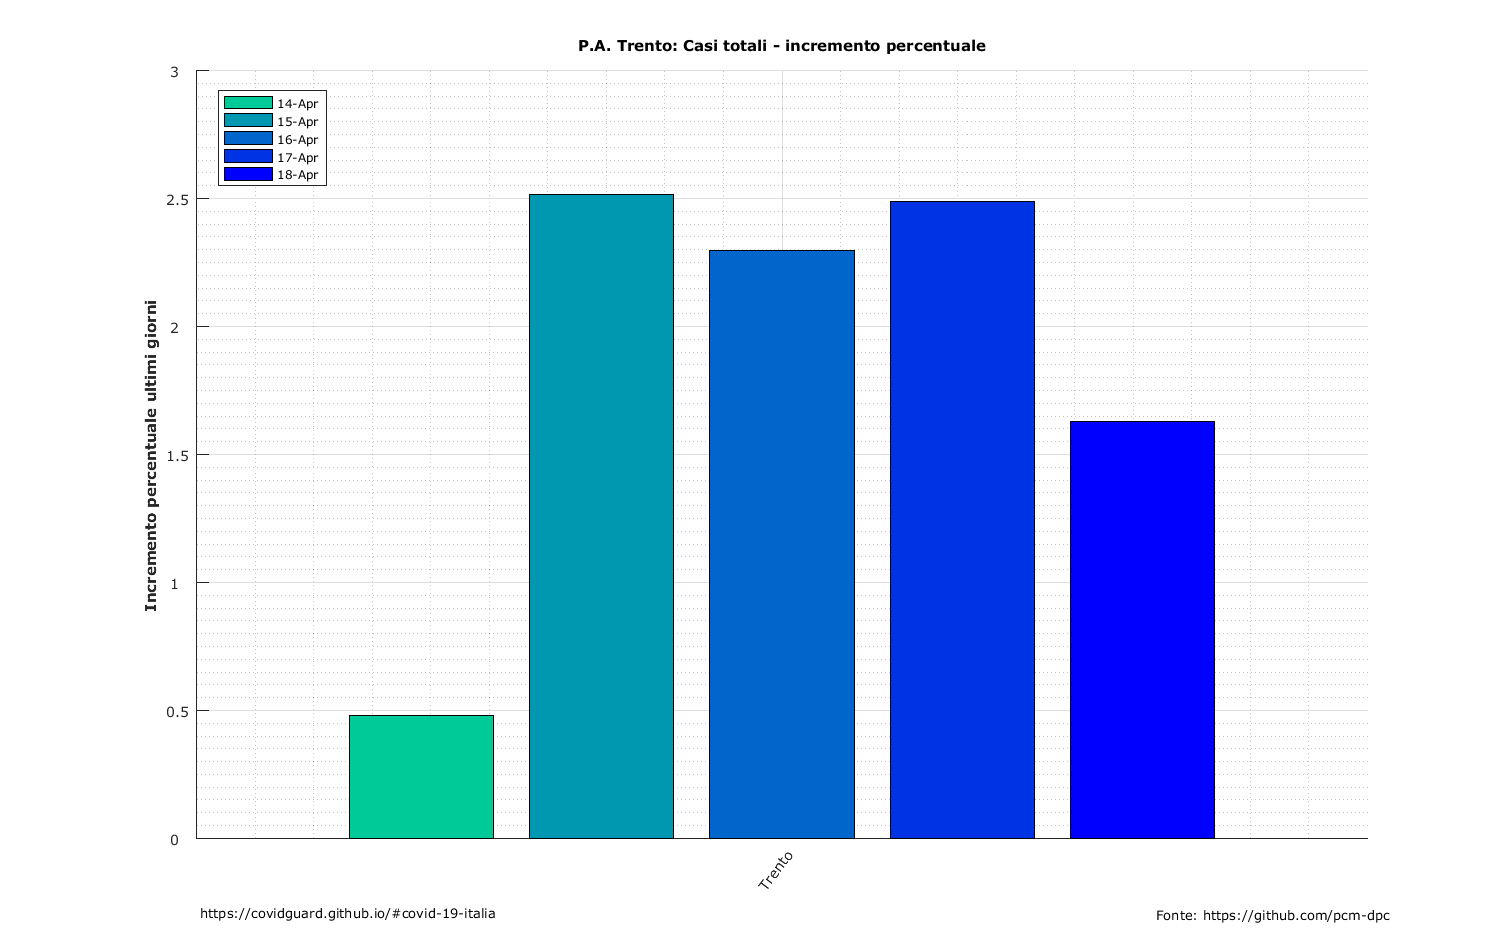 P.A. Trento: Casi totali - incremento percentuale
3
14-Apr
15-Apr
16-Apr
17-Apr
18-Apr
2.5
2
1.5
1
0.5
0
Incremento percentuale ultimi giorni
Trento
https://covidguard.github.io/#covid-19-italia
Fonte: https://github.com/pcm-dpc